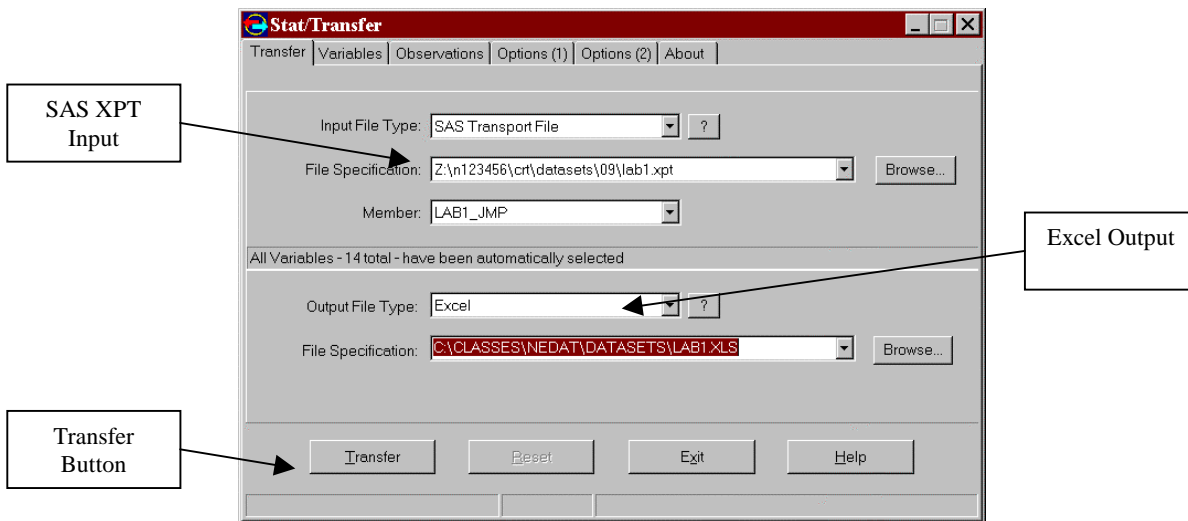 Stat/Transfer
Transfer Variables Observations Options (1) Options (2) About
SAS XPT
Input
Input File Type: SAS Transport File ?
File Specification: Z:\n123456\crt\datasets\09\lab1.xpt Browse...
Member: LAB1_JMP
Excel Output
All Variables - 14 total - have been automatically selected
Output File Type: Excel ?
File Specification: C:\CLASSES\NEDAT\DATASETS\LAB1.XLS Browse...
Transfer
Button
Transfer Reset Exit Help